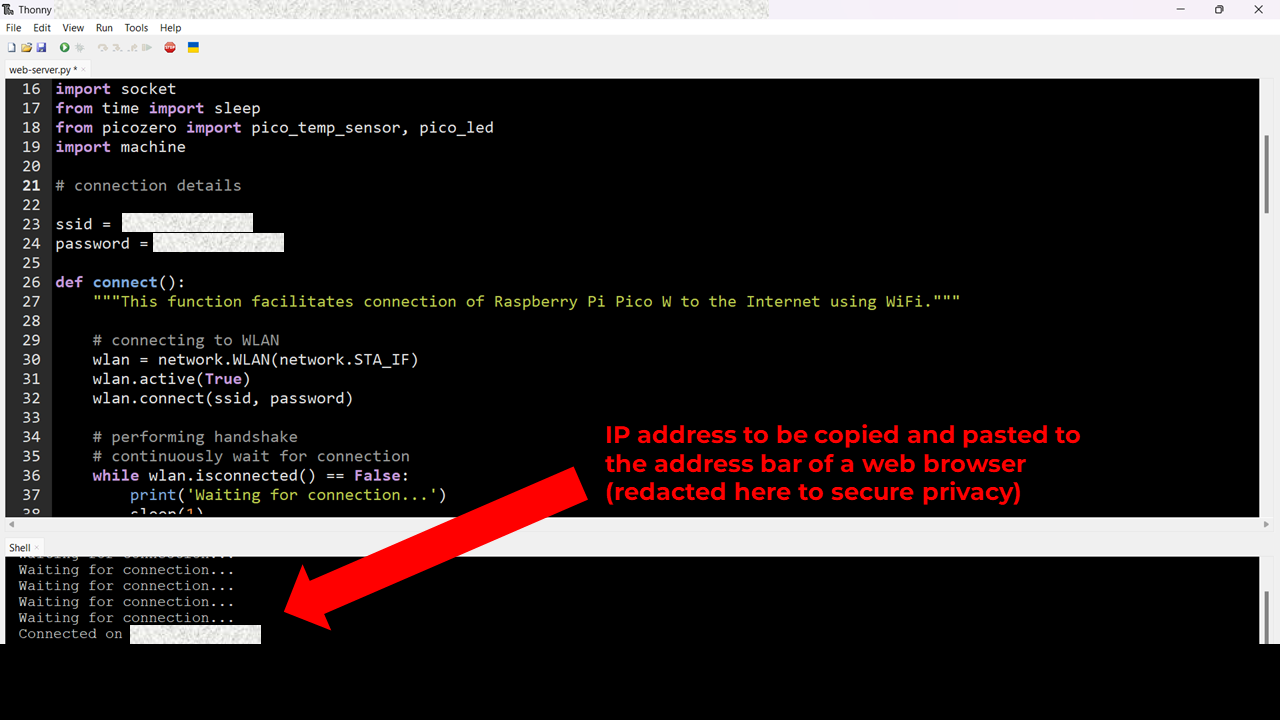 Thonny
File Edit View Run Tools Help
STOP
web-server.py * ×
16 import socket
17 from time import sleep
18 from picozero import pico_temp_sensor, pico_led
19 import machine
20
21 # connection details
22
23 ssid =
24 password =
25
26 def connect():
27 """This function facilitates connection of Raspberry Pi Pico W to the Internet using WiFi."""
28
29 # connecting to WLAN
30 wlan = network.WLAN(network.STA_IF)
31 wlan.active(True)
32 wlan.connect(ssid, password)
33
34 # performing handshake
35 # continuously wait for connection
36 while wlan.isconnected() == False:
37 print('Waiting for connection...')
38 sleep(1)
IP address to be copied and pasted to
the address bar of a web browser
(redacted here to secure privacy)
Shell ×
Waiting for connection...
Waiting for connection...
Waiting for connection...
Waiting for connection...
Waiting for connection...
Connected on